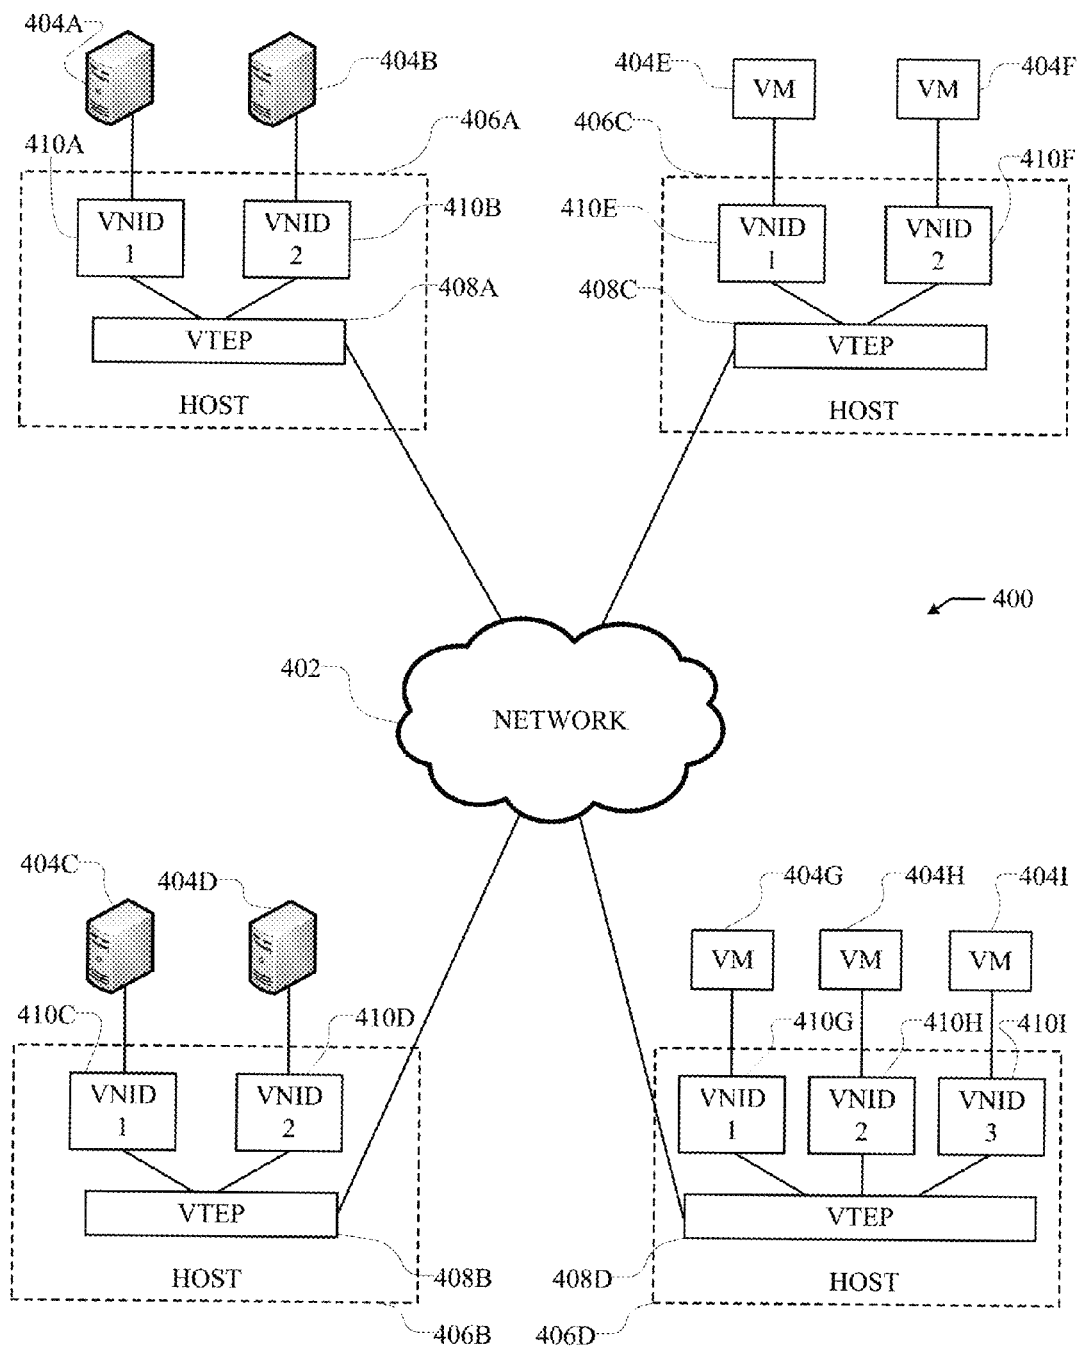 404A
404B
404E
VM
VM
404F
410A
406A
406C
410F
VNID
1
VNID
2
410B
410E
VNID
1
VNID
2
408A
408C
VTEP
VTEP
HOST
HOST
400
402
NETWORK
404C
404D
404G
404H
404I
VM
VM
VM
410C
410D
410G
410H
410I
VNID
1
VNID
2
VNID
1
VNID
2
VNID
3
VTEP
VTEP
HOST
408B
408D
HOST
406B
406D